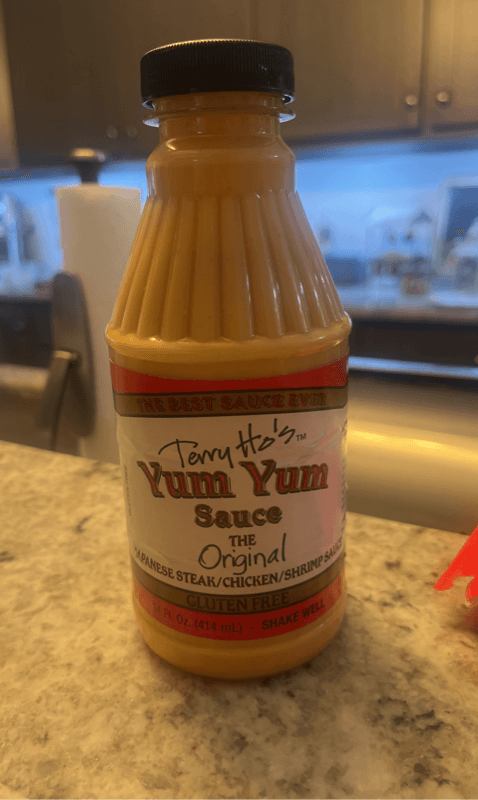 THE BEST SAUCE EVER
Terry Ho's™
Yum Yum
Sauce
THE
Original
JAPANESE STEAK/CHICKEN/SHRIMP SAUCE
GLUTEN FREE
14 Fl. Oz. (414 mL) · SHAKE WELL